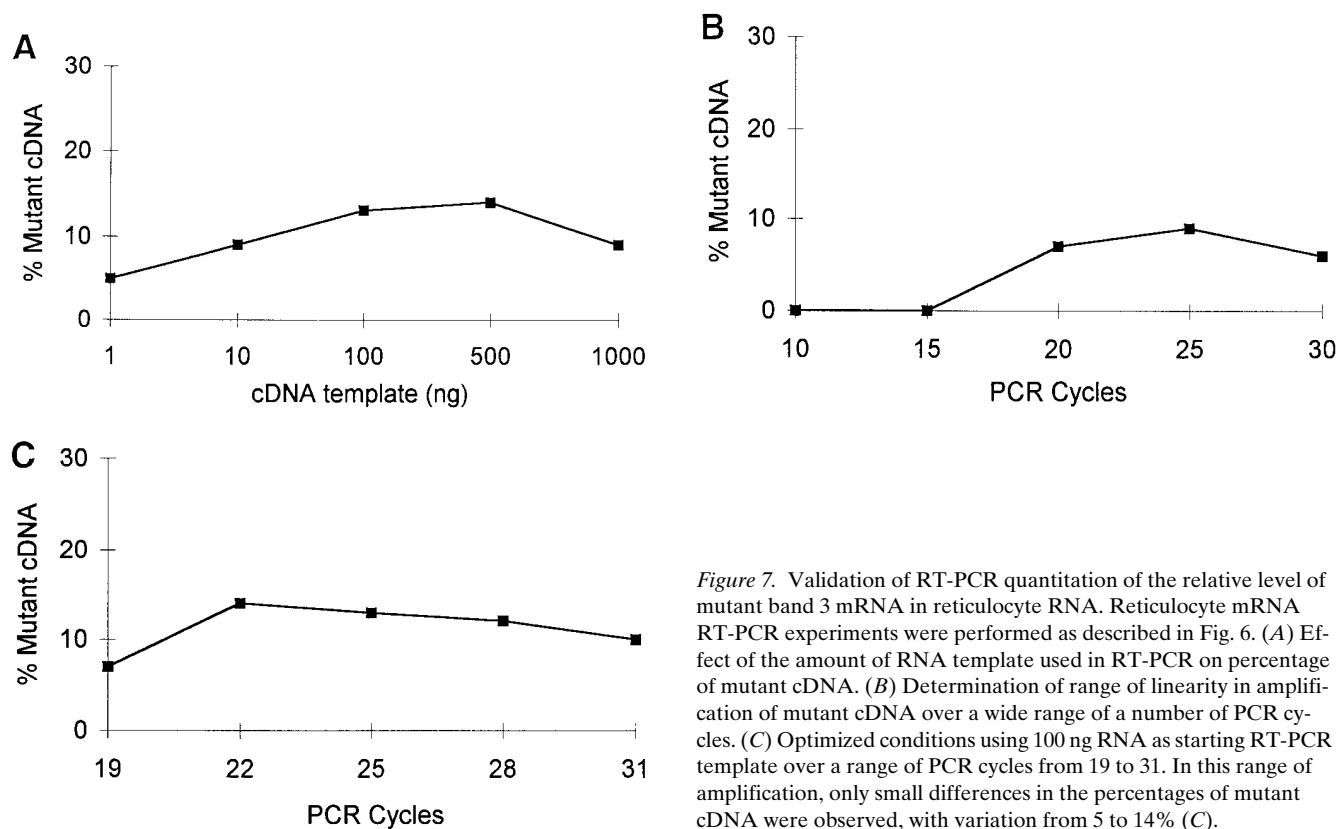 A
30
20
10
0
% Mutant cDNA
1 10 100 500 1000
cDNA template (ng)
B
30
20
10
0
% Mutant cDNA
10 15 20 25 30
PCR Cycles
C
30
20
10
0
% Mutant cDNA
19 22 25 28 31
PCR Cycles
Figure 7. Validation of RT-PCR quantitation of the relative level of
mutant band 3 mRNA in reticulocyte RNA. Reticulocyte mRNA
RT-PCR experiments were performed as described in Fig. 6. (A) Ef-
fect of the amount of RNA template used in RT-PCR on percentage
of mutant cDNA. (B) Determination of range of linearity in amplifi-
cation of mutant cDNA over a wide range of a number of PCR cy-
cles. (C) Optimized conditions using 100 ng RNA as starting RT-PCR
template over a range of PCR cycles from 19 to 31. In this range of
amplification, only small differences in the percentages of mutant
cDNA were observed, with variation from 5 to 14% (C).